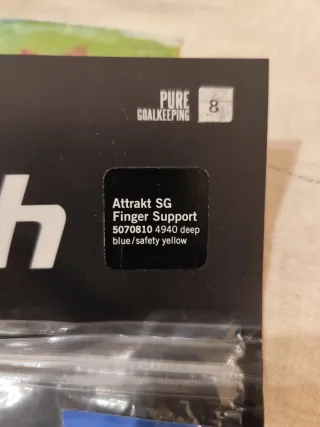 PURE
GOALKEEPING
8
h
Attrakt SG
Finger Support
5070810 4940 deep
blue/safety yellow